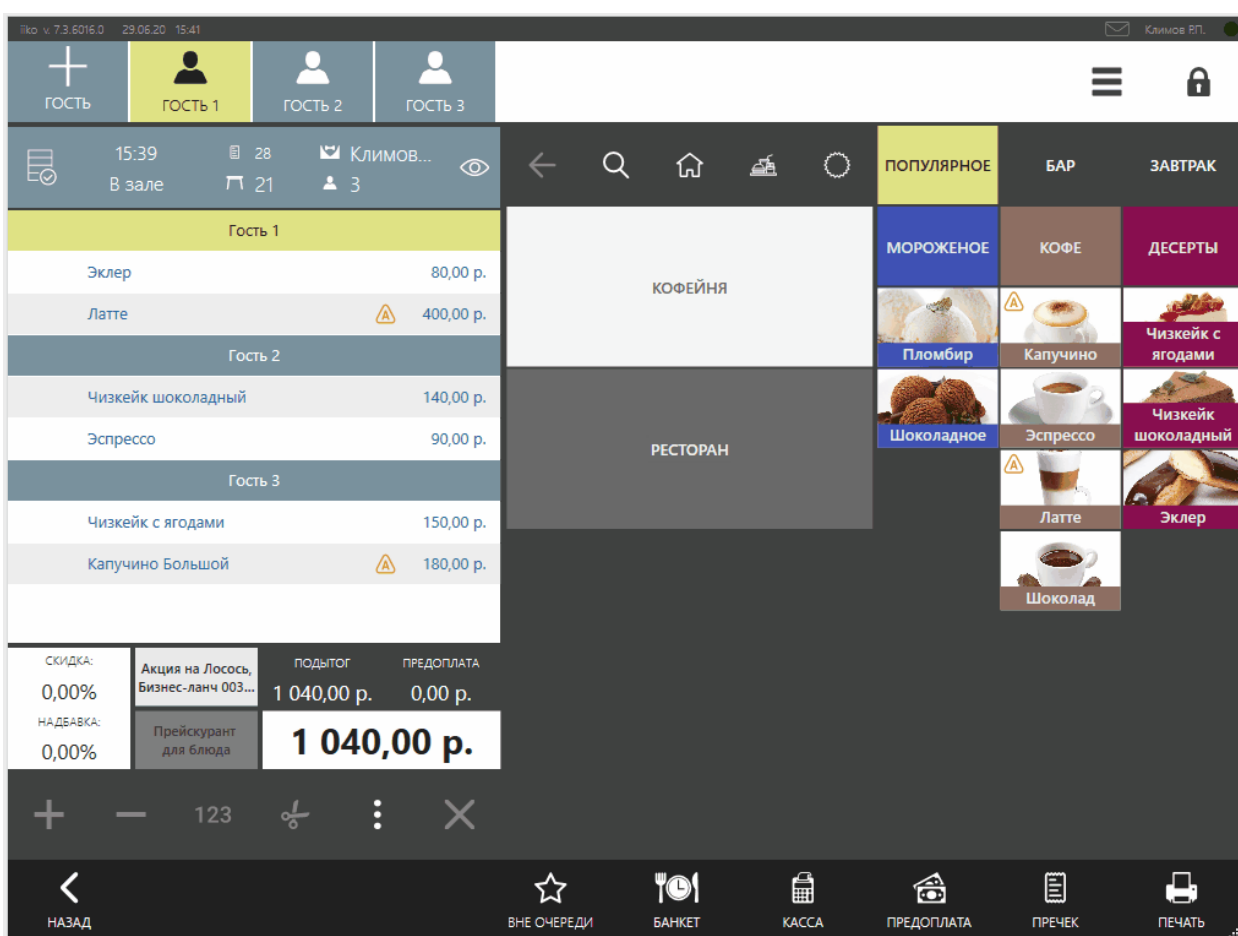 iiko v. 7.3.6016.0 29.06.20 15:41 Климов Р.П.
ГОСТЬ ГОСТЬ 1 ГОСТЬ 2 ГОСТЬ 3
15:39 28 Климов...
В зале 21 3
Гость 1
Эклер 80,00 р.
Латте 400,00 р.
Гость 2
Чизкейк шоколадный 140,00 р.
Эспрессо 90,00 р.
Гость 3
Чизкейк с ягодами 150,00 р.
Капучино Большой 180,00 р.
СКИДКА:
0,00%
НАДБАВКА:
0,00%
Акция на Лосось,
Бизнес-ланч 003...
Прейскурант
для блюда
ПОДЫТОГ ПРЕДОПЛАТА
1 040,00 р. 0,00 р.
1 040,00 р.
123
КОФЕЙНЯ
РЕСТОРАН
ПОПУЛЯРНОЕ БАР ЗАВТРАК
МОРОЖЕНОЕ КОФЕ ДЕСЕРТЫ
Пломбир
Капучино
Чизкейк с
ягодами
Шоколадное
Эспрессо
Чизкейк
шоколадный
Латте
Эклер
Шоколад
НАЗАД ВНЕ ОЧЕРЕДИ БАНКЕТ КАССА ПРЕДОПЛАТА ПРЕЧЕК ПЕЧАТЬ